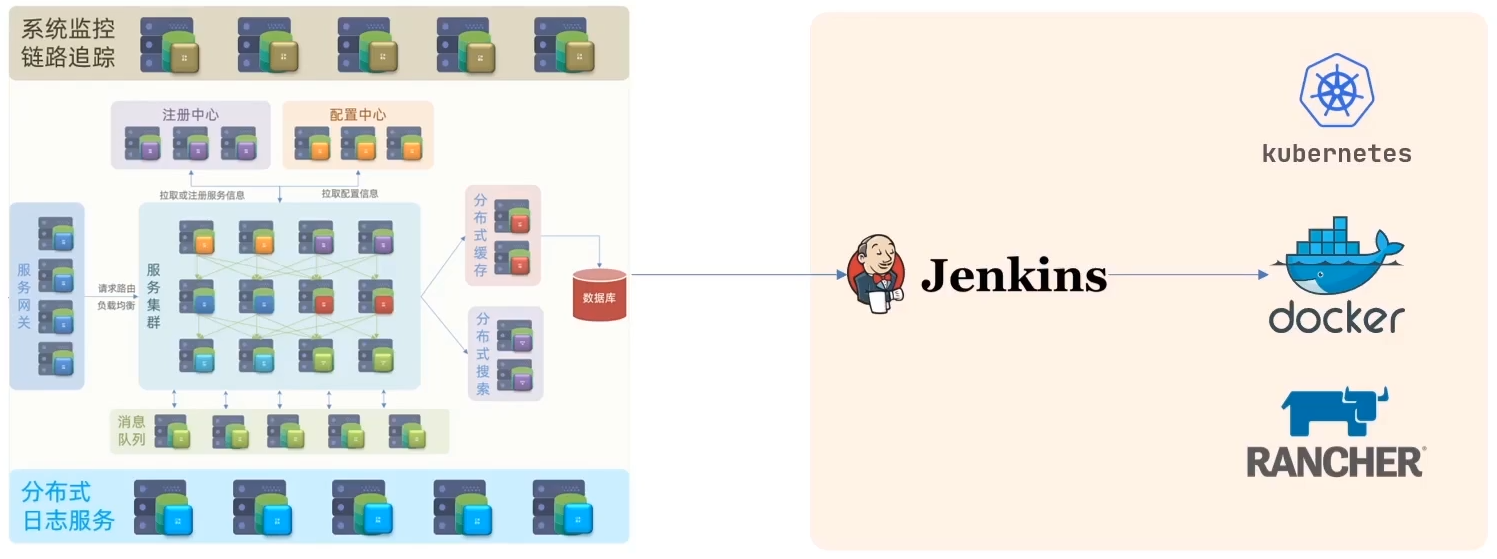 系统监控
链路追踪
注册中心
配置中心
拉取或注册服务信息
拉取配置信息
服务网关
请求路由
负载均衡
服务集群
分布式缓存
分布式搜索
数据库
消息
队列
分布式
日志服务
Jenkins
kubernetes
docker
RANCHER®